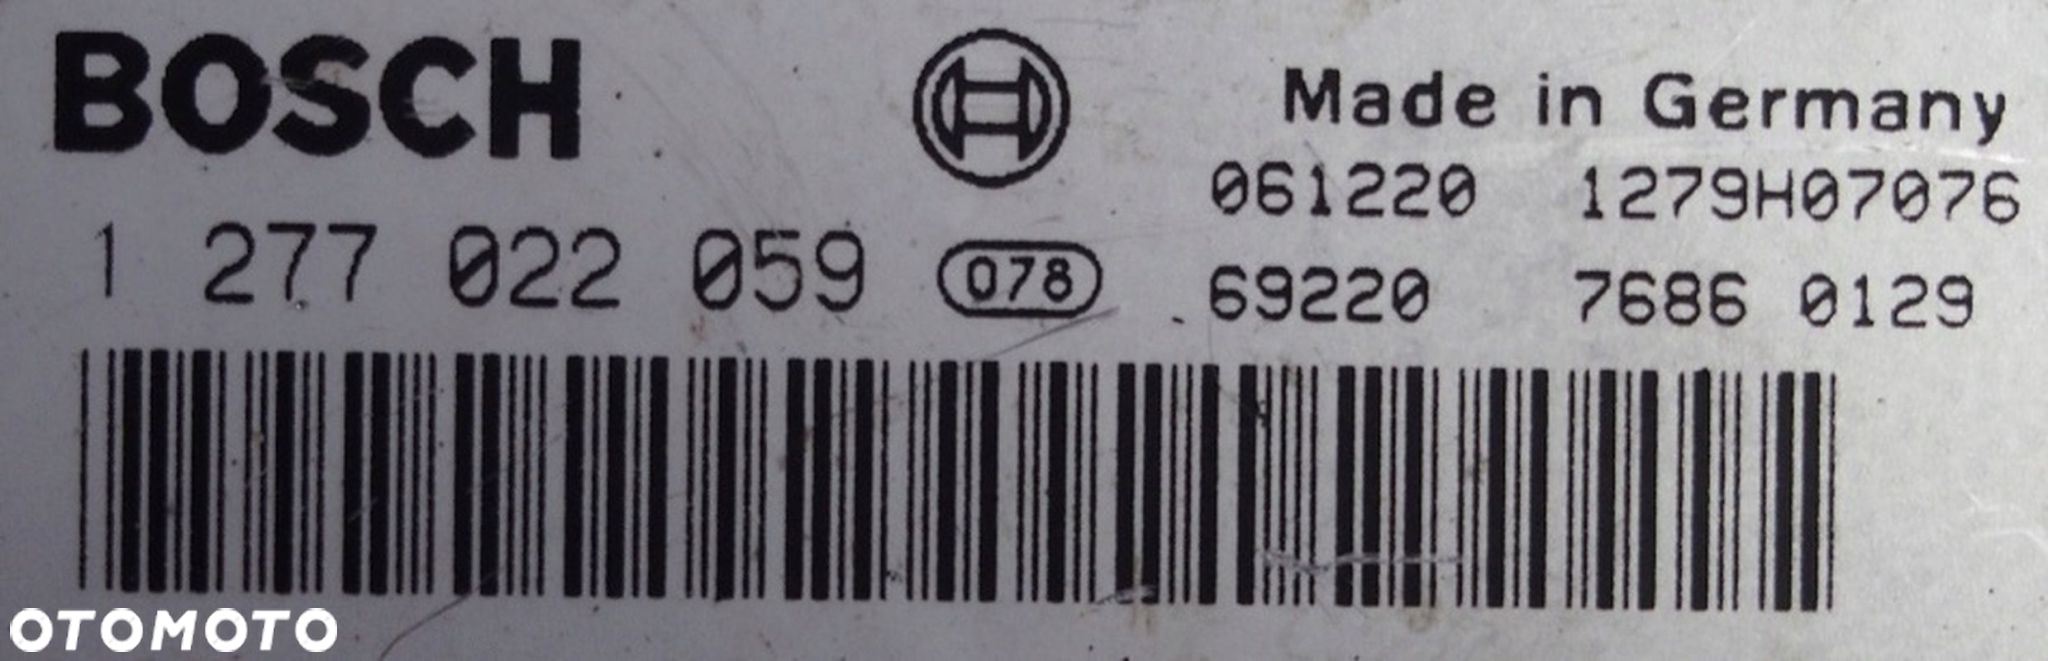 BOSCH
Made in Germany
061220 1279H07076
1 277 022 059 078
69220 7686 0129
OTOMOTO